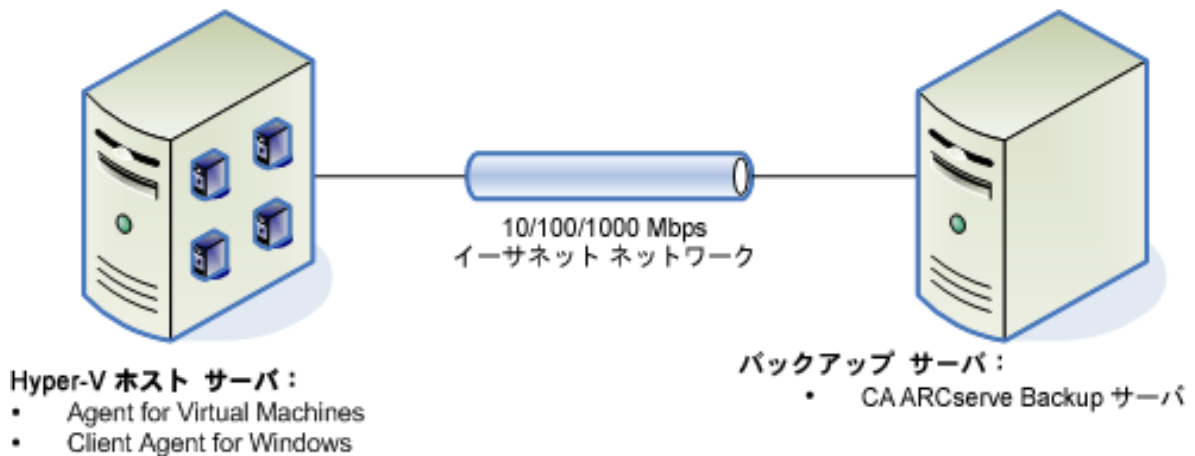 10/100/1000 Mbps
イーサネット ネットワーク
Hyper-V ホスト サーバ：
• Agent for Virtual Machines
• Client Agent for Windows
バックアップ サーバ：
• CA ARCserve Backup サーバ